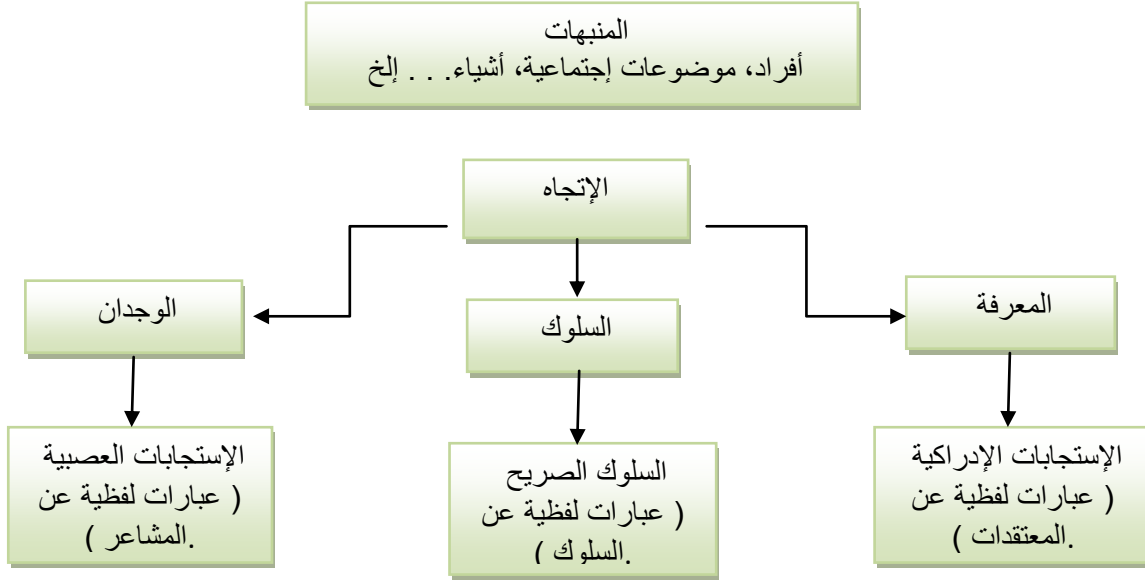 المنبهات
أفراد، موضوعات إجتماعية، أشياء. . . إلخ
الإتجاه
المعرفة
السلوك
الوجدان
الإستجابات الإدراكية
( عبارات لفظية عن
المعتقدات ).
السلوك الصريح
( عبارات لفظية عن
السلوك ).
الإستجابات العصبية
( عبارات لفظية عن
المشاعر ).